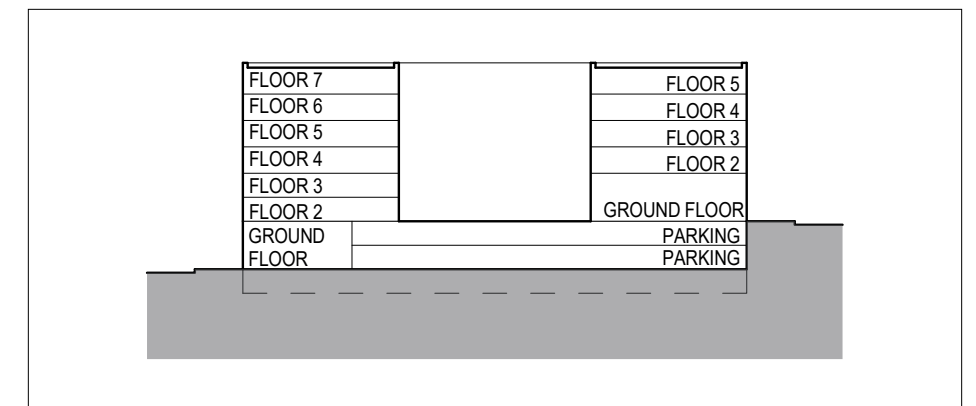 FLOOR 7
FLOOR 6
FLOOR 5
FLOOR 4
FLOOR 3
FLOOR 2
GROUND
FLOOR
FLOOR 5
FLOOR 4
FLOOR 3
FLOOR 2
GROUND FLOOR
PARKING
PARKING